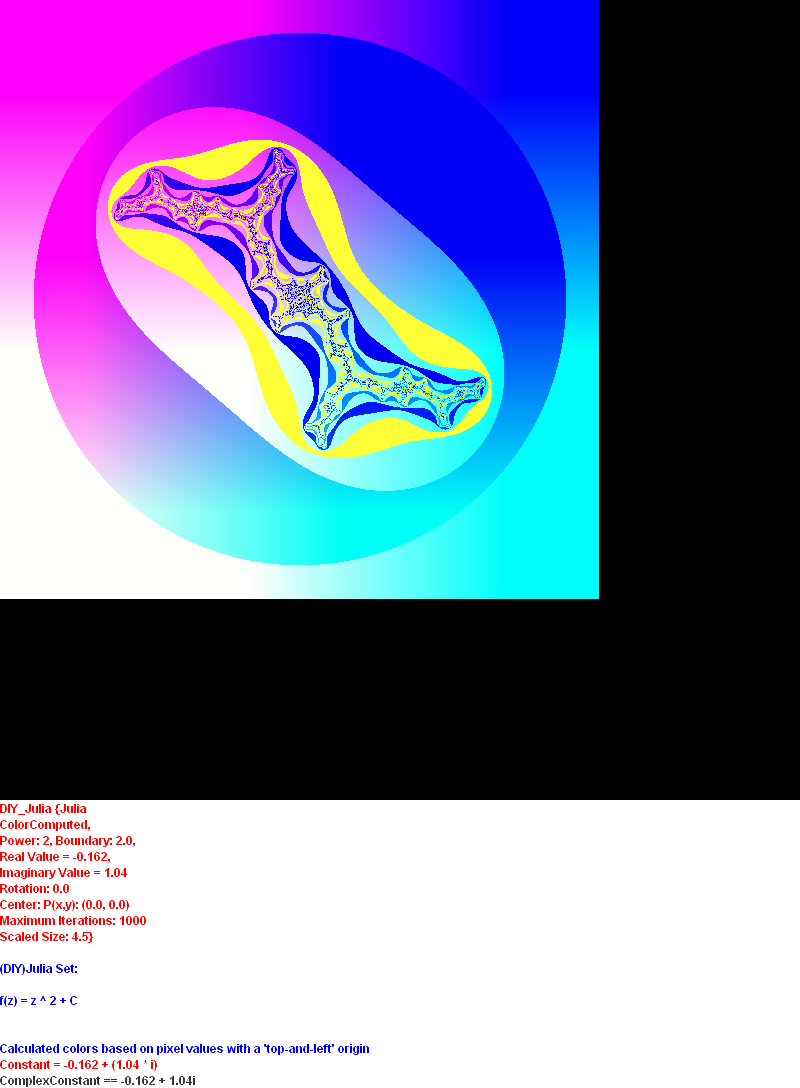 DIY_Julia {Julia
ColorComputed,
Power: 2, Boundary: 2.0,
Real Value = -0.162,
Imaginary Value = 1.04
Rotation: 0.0
Center: P(x,y): (0.0, 0.0)
Maximum Iterations: 1000
Scaled Size: 4.5}
(DIY)Julia Set:
f(z) = z ^ 2 + C
Calculated colors based on pixel values with a 'top-and-left' origin
Constant = -0.162 + (1.04 * i)
ComplexConstant == -0.162 + 1.04i